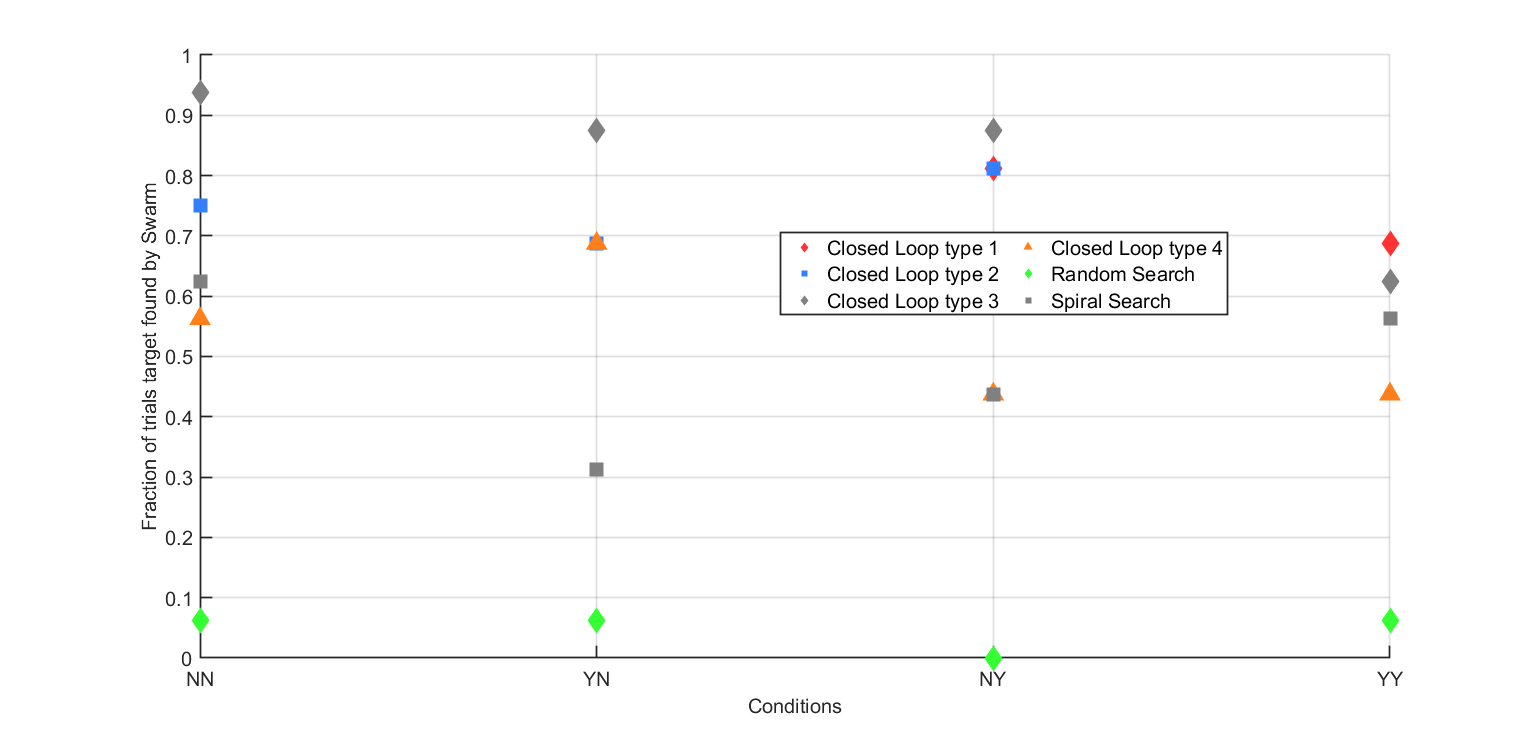 1
0.9
0.8
0.7
0.6
0.5
0.4
0.3
0.2
0.1
0
Fraction of trials target found by Swarm
Closed Loop type 1
Closed Loop type 2
Closed Loop type 3
Closed Loop type 4
Random Search
Spiral Search
NN
YN
NY
YY
Conditions